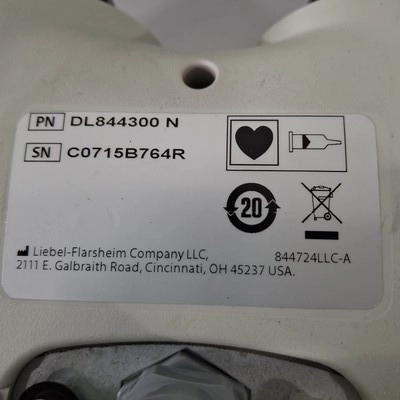 PN DL844300 N
SN C0715B764R
20
Liebel-Flarsheim Company LLC,
2111 E. Galbraith Road, Cincinnati, OH 45237 USA.
844724LLC-A